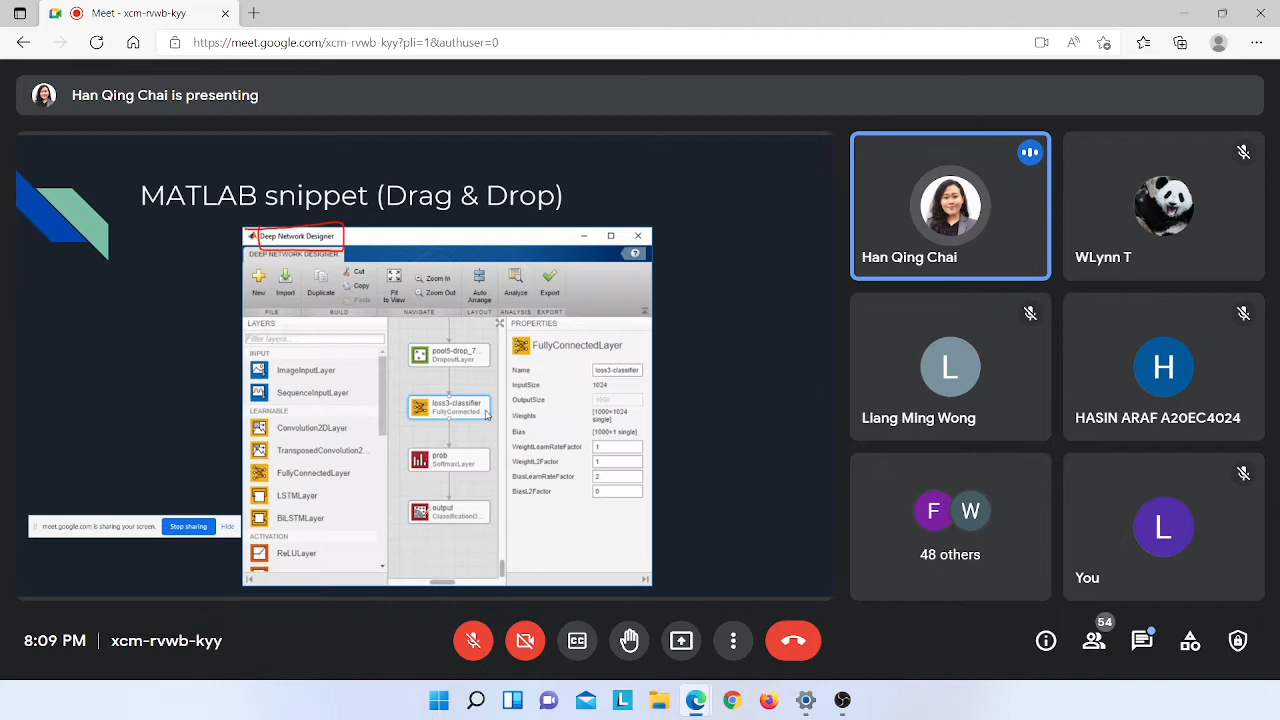 Meet - xcm-rvwb-kyy
https://meet.google.com/xcm-rvwb-kyy?pli=1&authuser=0
Han Qing Chai is presenting
MATLAB snippet (Drag & Drop)
Deep Network Designer
DEEP NETWORK DESIGNER
New
Import
Duplicate
Cut
Copy
Paste
Fit
to View
Zoom In
Zoom Out
Auto
Arrange
Analyze
Export
FILE
BUILD
NAVIGATE
LAYOUT
ANALYSIS
EXPORT
LAYERS
Filter layers...
INPUT
ImageInputLayer
SequenceInputLayer
LEARNABLE
Convolution2DLayer
TransposedConvolution2...
FullyConnectedLayer
LSTMLayer
BiLSTMLayer
ACTIVATION
ReLULayer
pool5-drop_7...
DropoutLayer
loss3-classifier
FullyConnected...
prob
SoftmaxLayer
output
ClassificationO...
PROPERTIES
FullyConnectedLayer
Name loss3-classifier
InputSize 1024
OutputSize 1000
Weights [1000×1024
single]
Bias [1000×1 single]
WeightLearnRateFactor 1
WeightL2Factor 1
BiasLearnRateFactor 2
BiasL2Factor 0
meet.google.com is sharing your screen.
Stop sharing
Hide
Han Qing Chai
WLynn T
L
Liang Ming Wong
H
HASIN ARAF A20EC4024
F W
48 others
L
You
8:09 PM | xcm-rvwb-kyy
CC
54
L